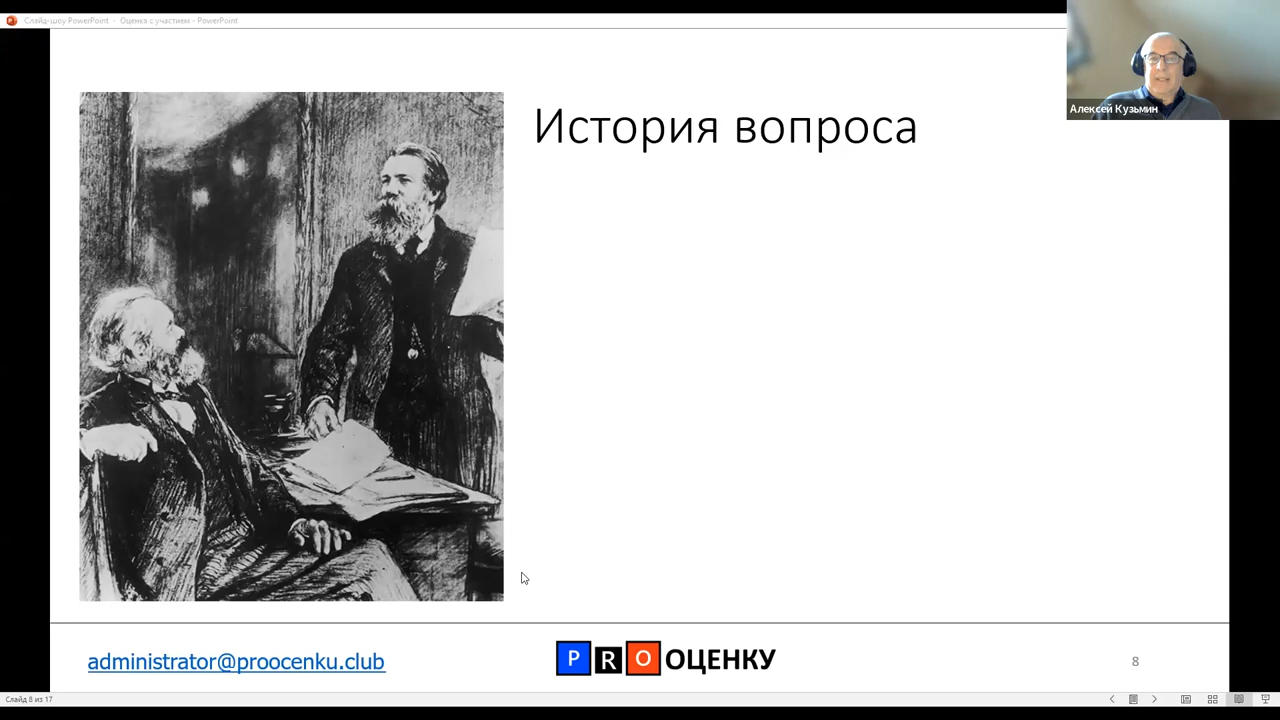 Слайд-шоу PowerPoint - Оценка с участием - PowerPoint
Алексей Кузьмин
История вопроса
administrator@proocenku.club
PRO ОЦЕНКУ
8
Слайд 8 из 17